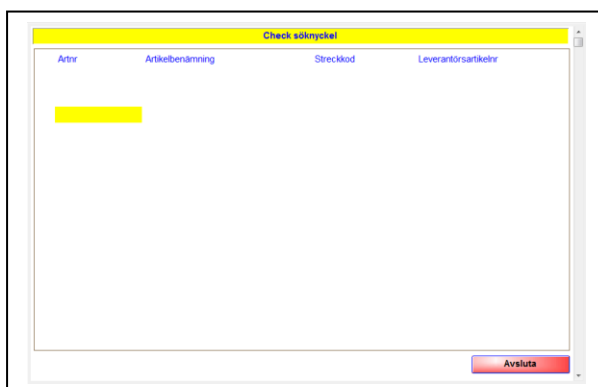 Check söknyckel
Artnr Artikelbenämning Streckkod Leverantörsartikelnr
Avsluta